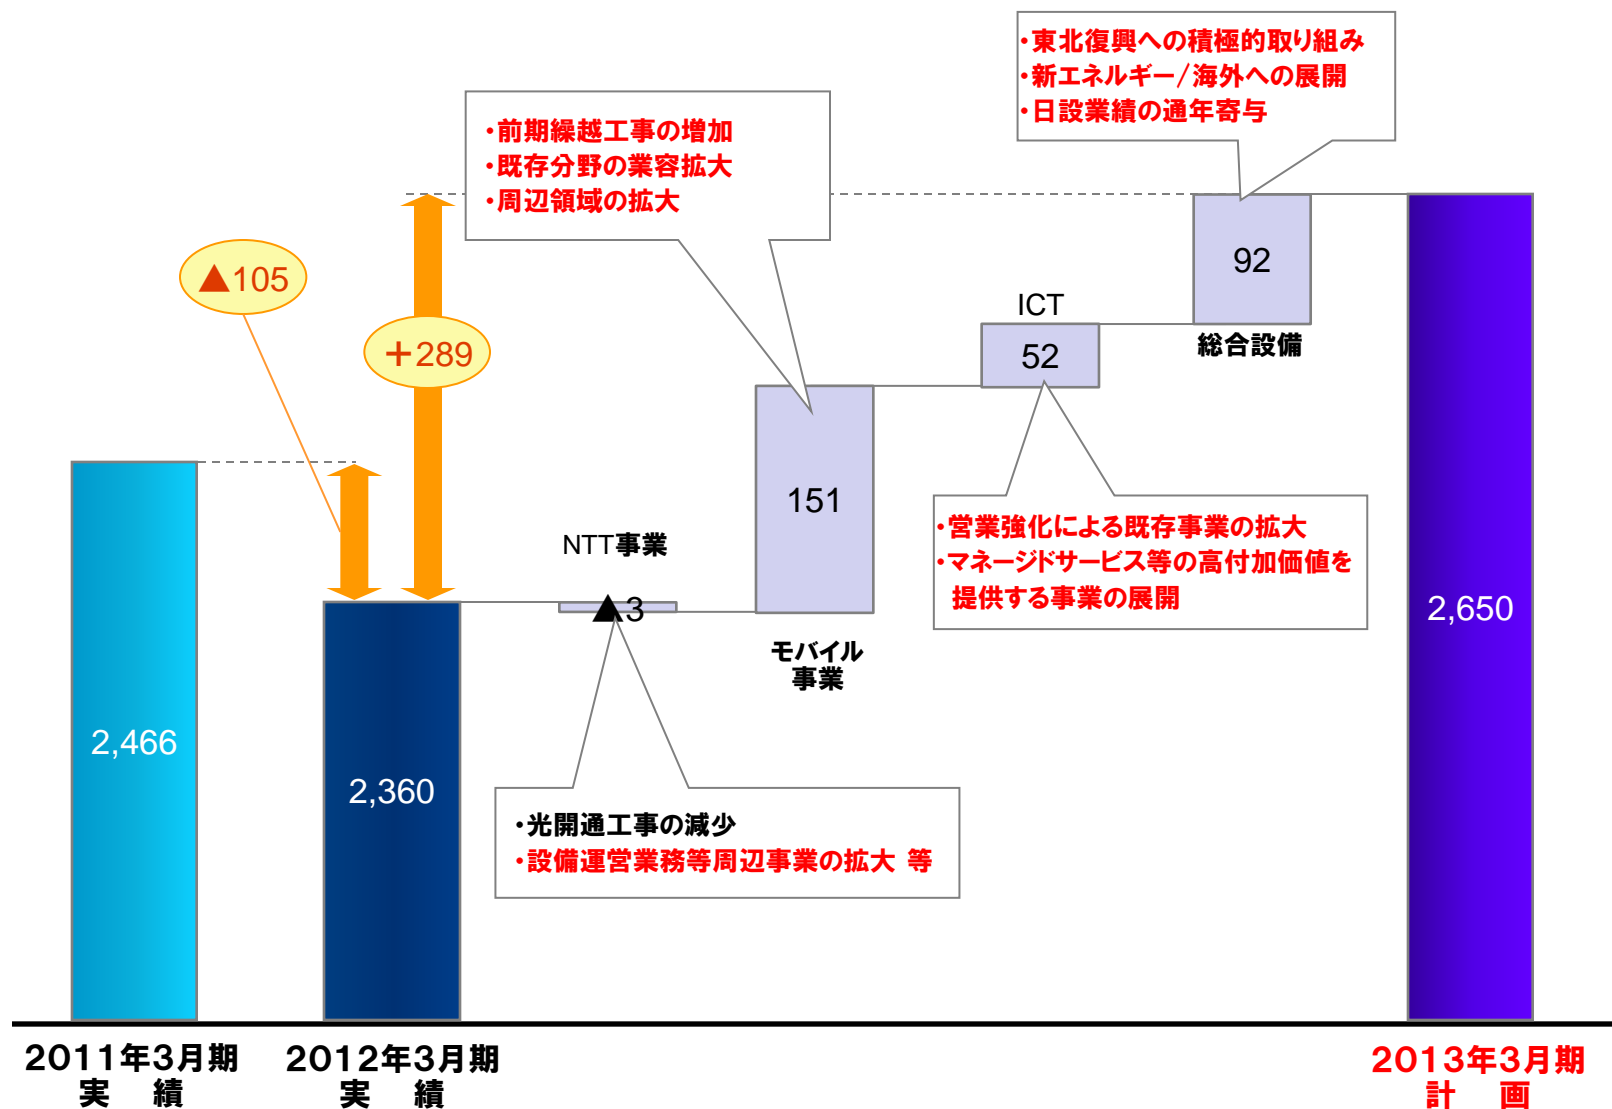 ・東北復興への積極的取り組み
・新エネルギー/海外への展開
・日設業績の通年寄与
・前期繰越工事の増加
・既存分野の業容拡大
・周辺領域の拡大
▲105
+289
92
総合設備
ICT
52
151
モバイル
事業
NTT事業
▲3
・営業強化による既存事業の拡大
・マネージドサービス等の高付加価値を
提供する事業の展開
2,650
2,466
2,360
・光開通工事の減少
・設備運営業務等周辺事業の拡大 等
2011年3月期
実 績
2012年3月期
実 績
2013年3月期
計 画